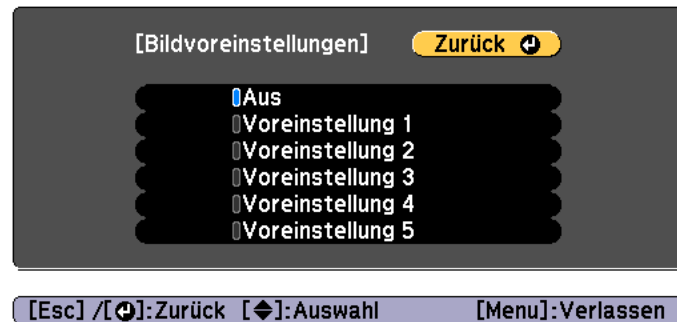 [Bildvoreinstellungen] Zurück
Aus
Voreinstellung 1
Voreinstellung 2
Voreinstellung 3
Voreinstellung 4
Voreinstellung 5
[Esc] /[⏎]:Zurück [◆]:Auswahl [Menu]:Verlassen